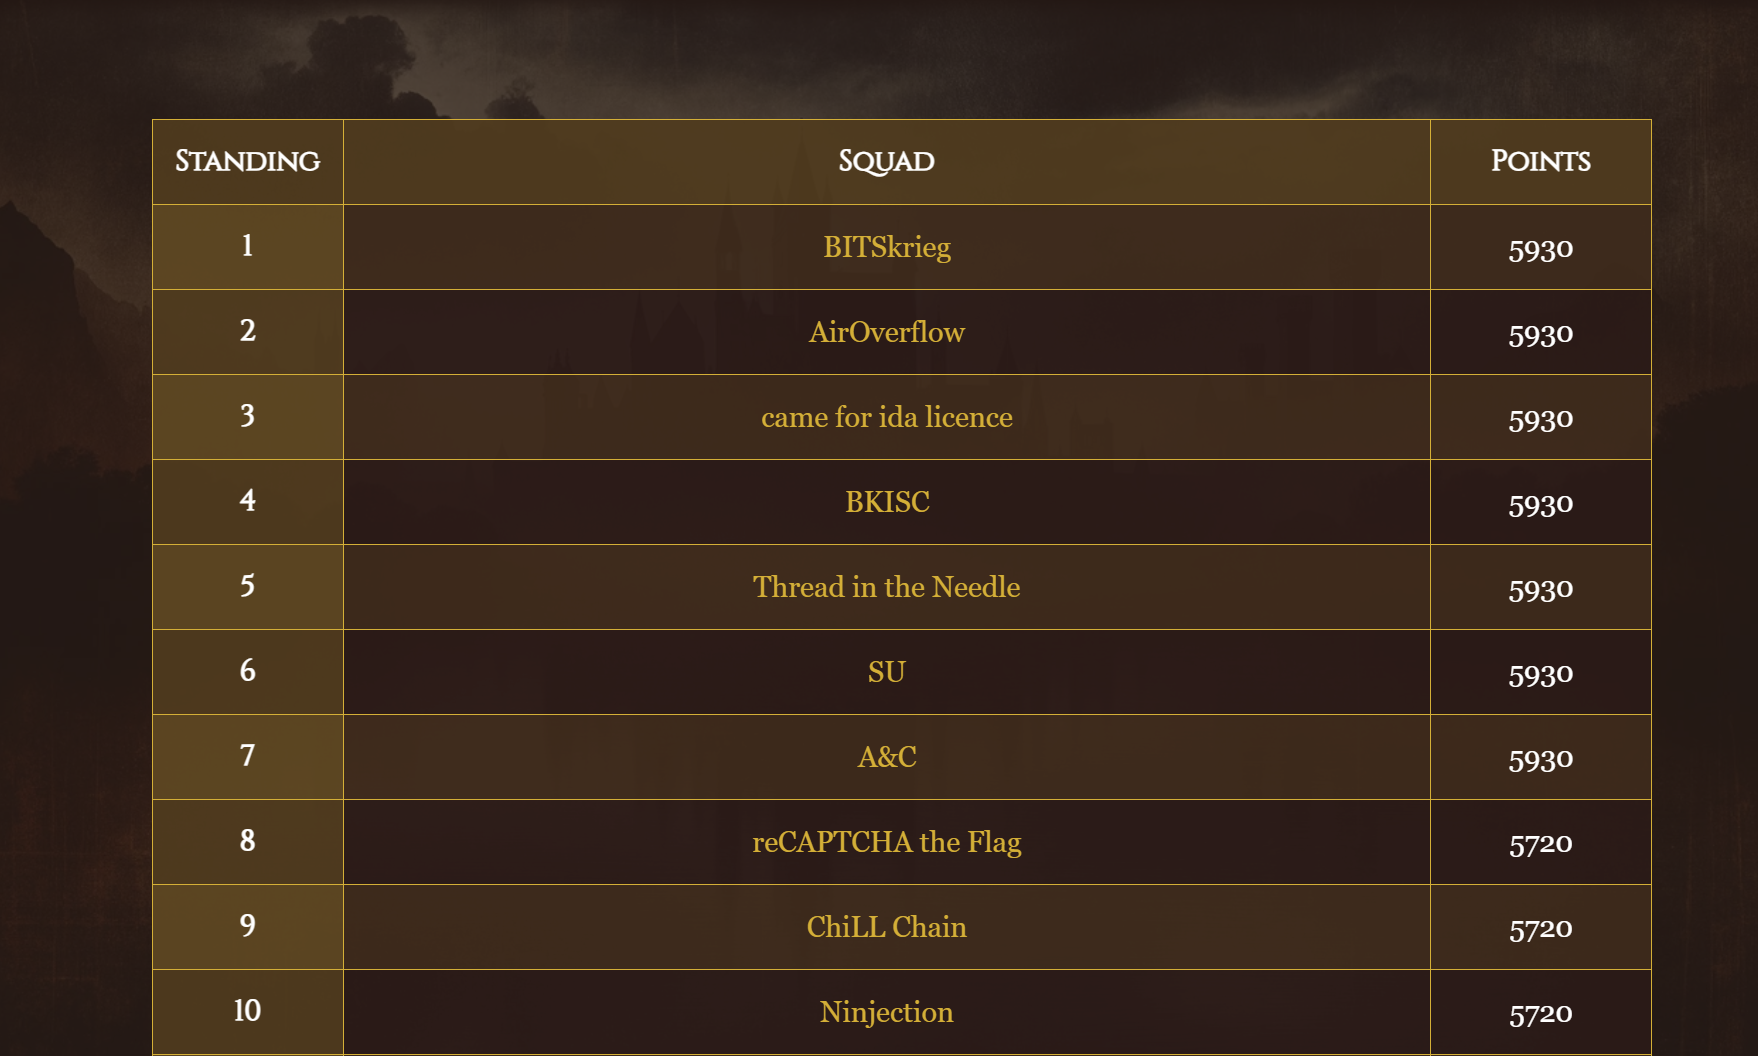 Standing Squad Points
1 BITSkrieg 5930
2 AirOverflow 5930
3 came for ida licence 5930
4 BKISC 5930
5 Thread in the Needle 5930
6 SU 5930
7 A&C 5930
8 reCAPTCHA the Flag 5720
9 ChiLL Chain 5720
10 Ninjection 5720